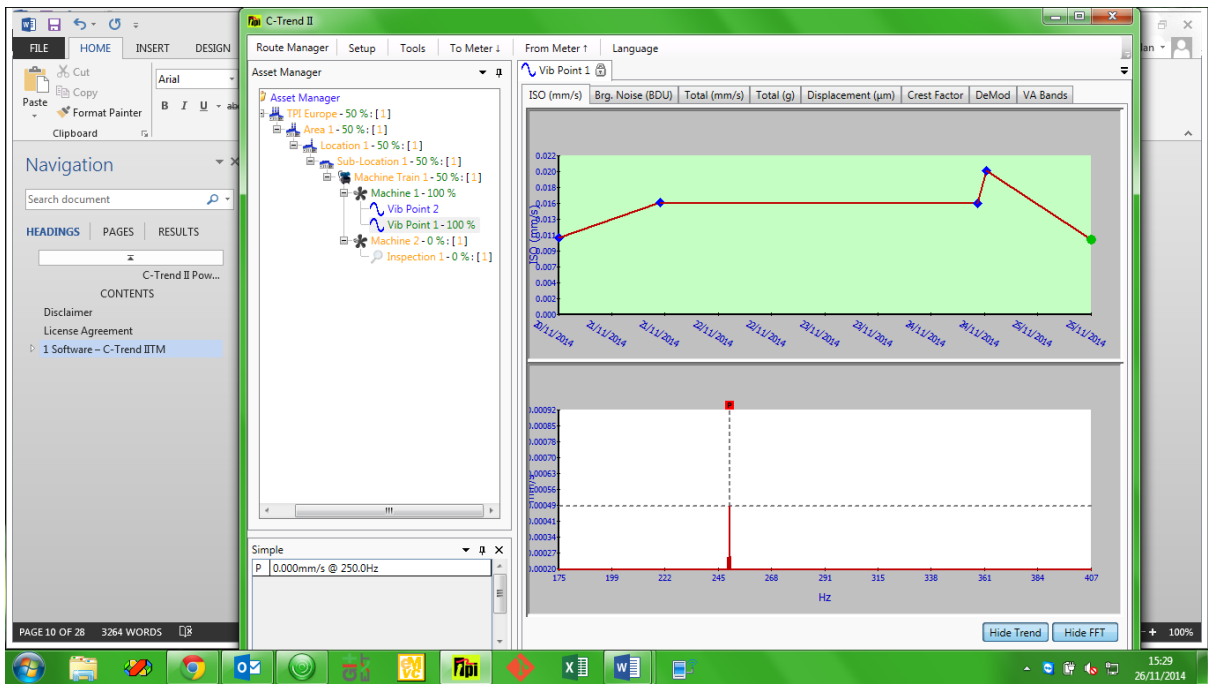 C-Trend II
FILE HOME INSERT DESIGN
Route Manager Setup Tools To Meter ↓ From Meter ↑ Language
Cut
Copy
Format Painter
Paste
Clipboard
Arial
B I U
Asset Manager
Asset Manager
TPI Europe - 50 %: [1]
Area 1 - 50 %: [1]
Location 1 - 50 %: [1]
Sub-Location 1 - 50 %: [1]
Machine Train 1 - 50 %: [1]
Machine 1 - 100 %
Vib Point 2
Vib Point 1 - 100 %
Machine 2 - 0 %: [1]
Inspection 1 - 0 %: [1]
Navigation
Search document
HEADINGS PAGES RESULTS
C-Trend II Pow...
CONTENTS
Disclaimer
License Agreement
1 Software – C-Trend IITM
Vib Point 1
ISO (mm/s) Brg. Noise (BDU) Total (mm/s) Total (g) Displacement (µm) Crest Factor DeMod VA Bands
ISO (mm/s)
0.022
0.020
0.018
0.016
0.013
0.011
0.009
0.007
0.004
0.002
0.000
20/11/2014 21/11/2014 21/11/2014 22/11/2014 22/11/2014 23/11/2014 23/11/2014 24/11/2014 24/11/2014 25/11/2014 25/11/2014
P
0.00092
0.00085
0.00078
0.00070
0.00063
0.00056
0.00049
0.00041
0.00034
0.00027
0.00020
mm/s
175 199 222 245 268 291 315 338 361 384 407
Hz
Simple
P 0.000mm/s @ 250.0Hz
Hide Trend Hide FFT
PAGE 10 OF 28 3264 WORDS
100%
tpi
15:29
26/11/2014